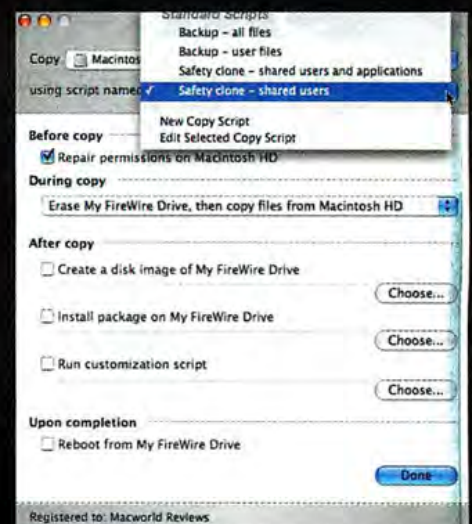 Standard Scripts
Backup – all files
Backup – user files
Copy Macintos
Safety clone – shared users and applications
using script named ✓ Safety clone – shared users
New Copy Script
Edit Selected Copy Script
Before copy
Repair permissions on Macintosh HD
During copy
Erase My FireWire Drive, then copy files from Macintosh HD
After copy
Create a disk image of My FireWire Drive
Choose...
Install package on My FireWire Drive
Choose...
Run customization script
Choose...
Upon completion
Reboot from My FireWire Drive
Done
Registered to: Macworld Reviews